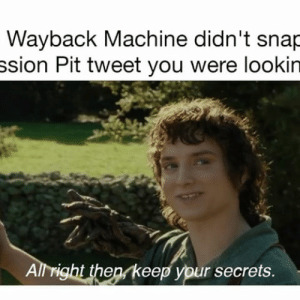 Wayback Machine didn't snap
ssion Pit tweet you were lookin
All right then, keep your secrets.